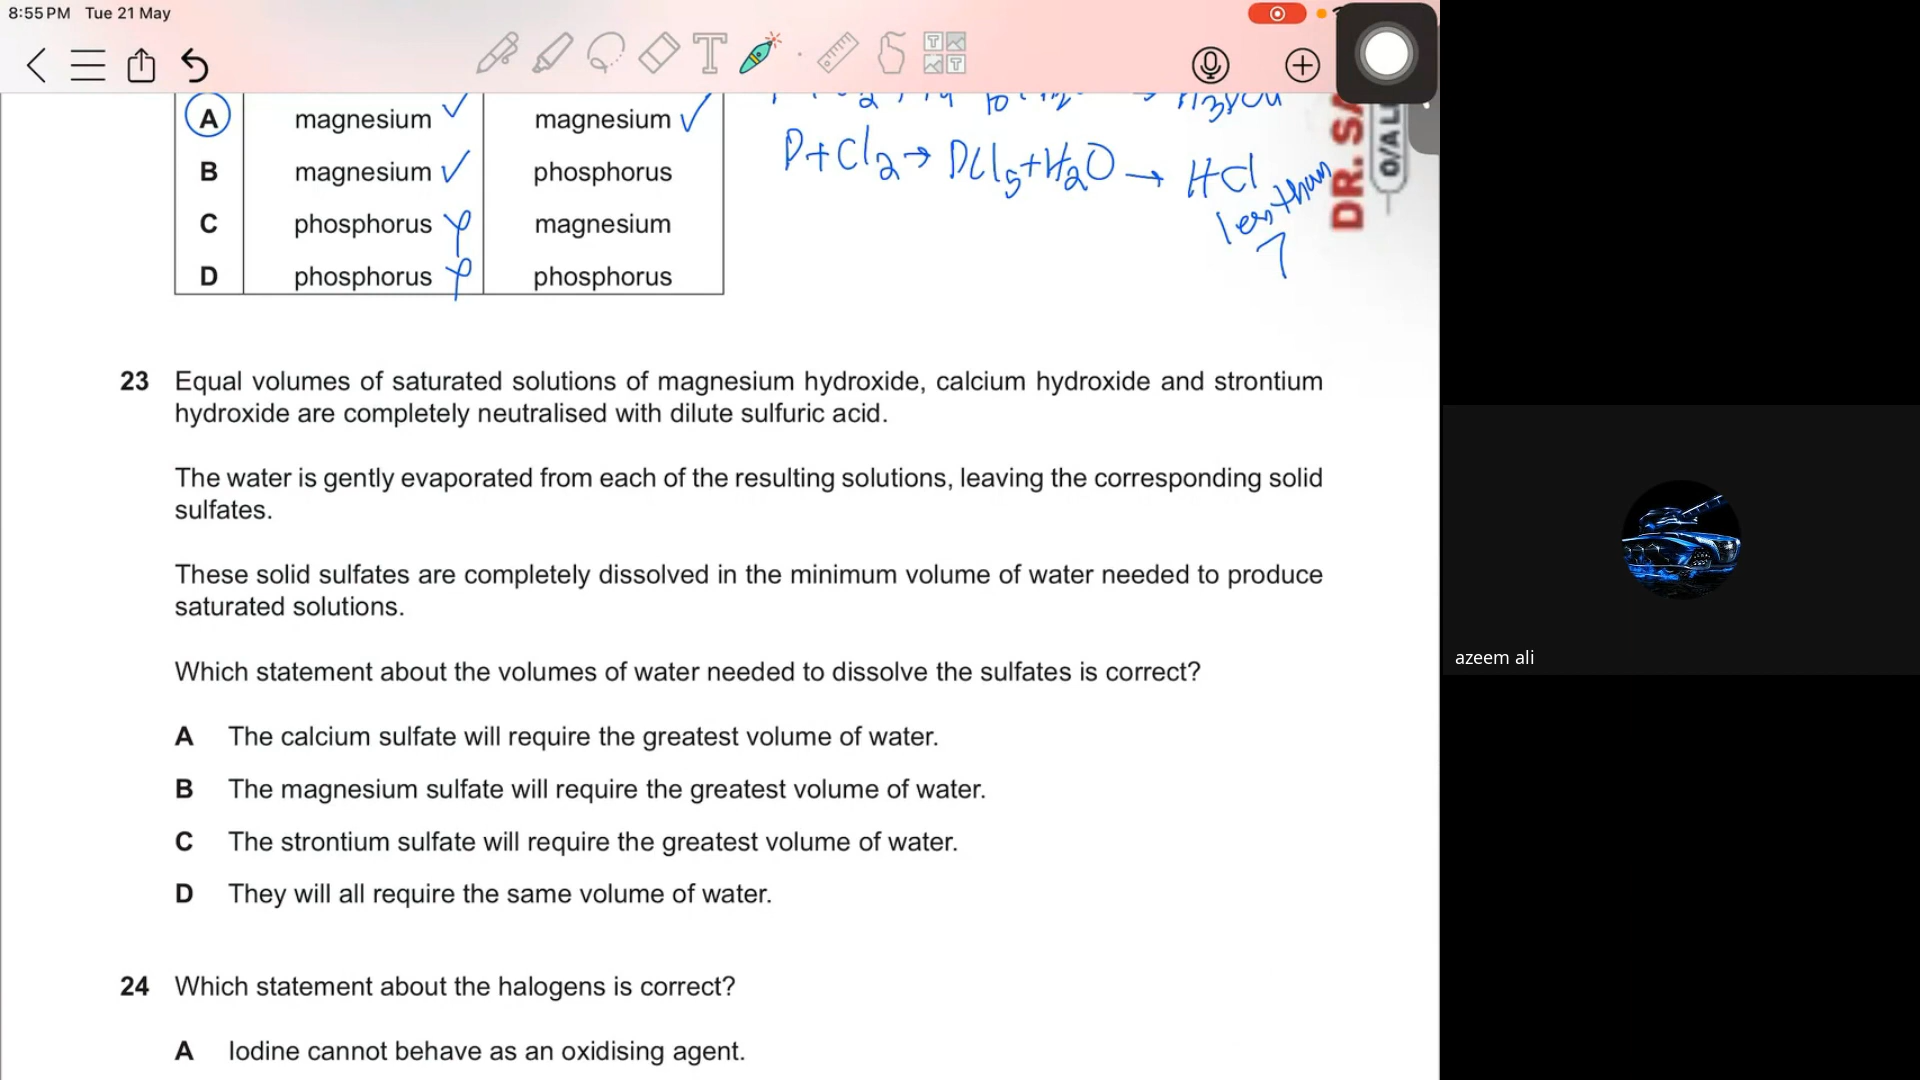 8:55 PM Tue 21 May
A magnesium magnesium
P+Cl2→ PCl5+H2O → HCl
less than
7
B magnesium phosphorus
C phosphorus magnesium
D phosphorus phosphorus
DR. SA
O/A L
23 Equal volumes of saturated solutions of magnesium hydroxide, calcium hydroxide and strontium
hydroxide are completely neutralised with dilute sulfuric acid.
The water is gently evaporated from each of the resulting solutions, leaving the corresponding solid
sulfates.
These solid sulfates are completely dissolved in the minimum volume of water needed to produce
saturated solutions.
Which statement about the volumes of water needed to dissolve the sulfates is correct?
A The calcium sulfate will require the greatest volume of water.
B The magnesium sulfate will require the greatest volume of water.
C The strontium sulfate will require the greatest volume of water.
D They will all require the same volume of water.
24 Which statement about the halogens is correct?
A Iodine cannot behave as an oxidising agent.
azeem ali